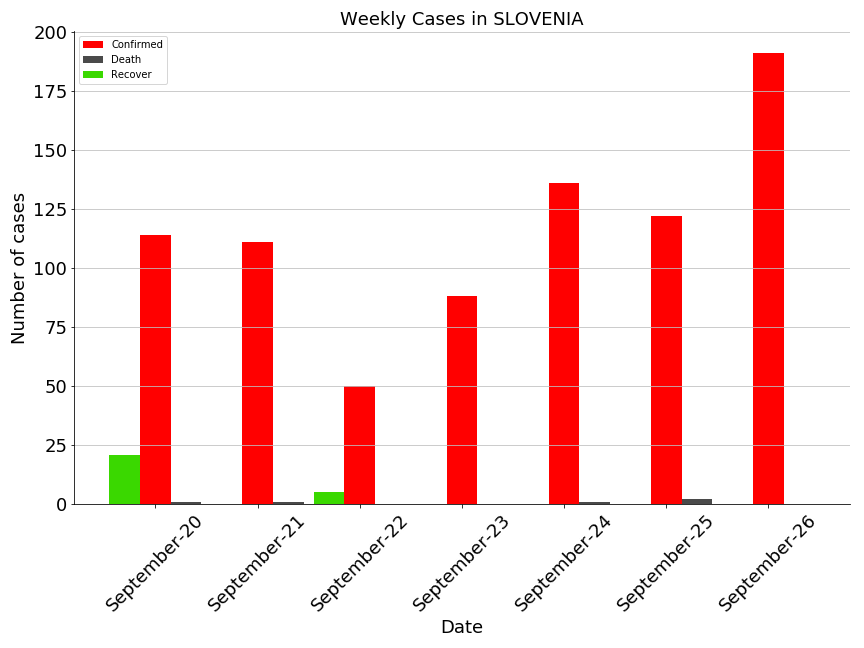 Weekly Cases in SLOVENIA
Confirmed
Death
Recover
200
175
150
125
100
75
50
25
0
Number of cases
September-20
September-21
September-22
September-23
September-24
September-25
September-26
Date